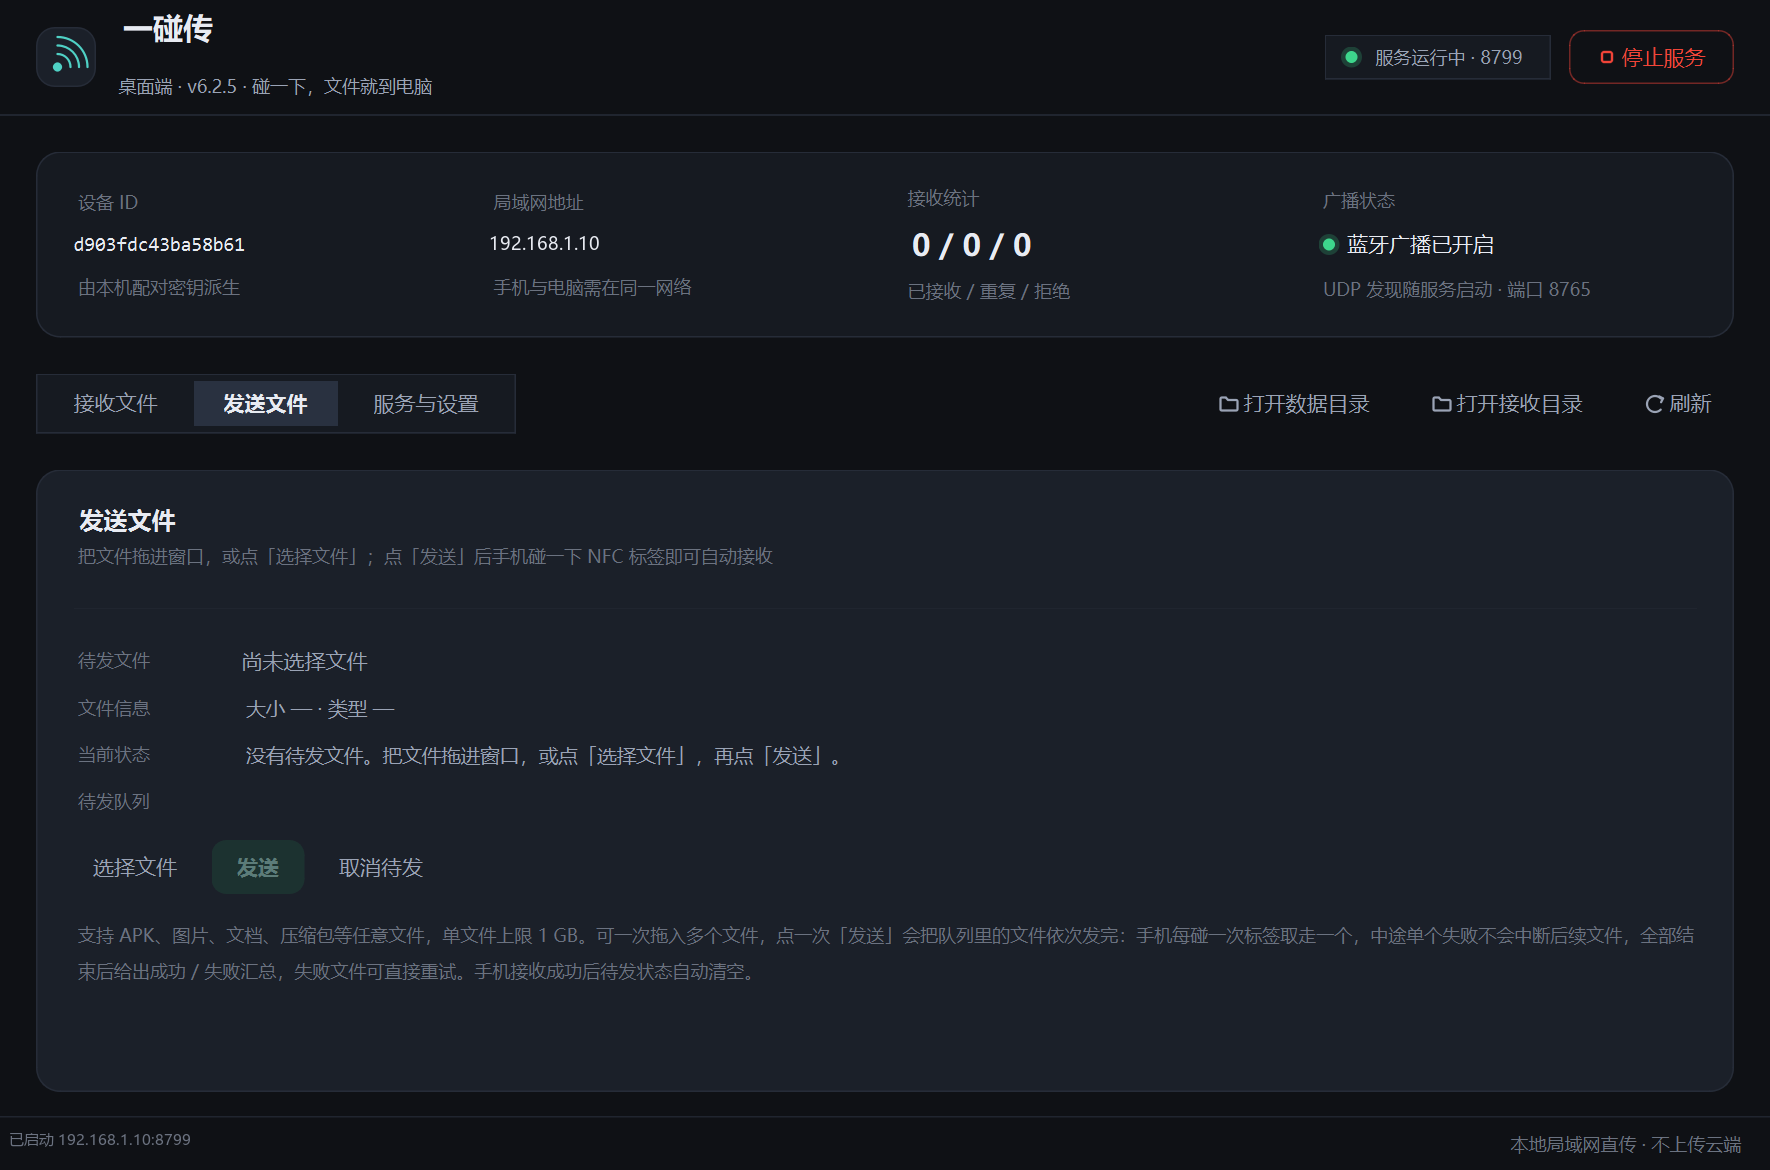 一碰传
桌面端 · v6.2.5 · 碰一下，文件就到电脑
服务运行中 · 8799
停止服务
设备 ID
d903fdc43ba58b61
由本机配对密钥派生
局域网地址
192.168.1.10
手机与电脑需在同一网络
接收统计
0 / 0 / 0
已接收 / 重复 / 拒绝
广播状态
蓝牙广播已开启
UDP 发现随服务启动 · 端口 8765
接收文件
发送文件
服务与设置
打开数据目录
打开接收目录
刷新
发送文件
把文件拖进窗口，或点「选择文件」；点「发送」后手机碰一下 NFC 标签即可自动接收
待发文件
尚未选择文件
文件信息
大小 — · 类型 —
当前状态
没有待发文件。把文件拖进窗口，或点「选择文件」，再点「发送」。
待发队列
选择文件
发送
取消待发
支持 APK、图片、文档、压缩包等任意文件，单文件上限 1 GB。可一次拖入多个文件，点一次「发送」会把队列里的文件依次发完：手机每碰一次标签取走一个，中途单个失败不会中断后续文件，全部结
束后给出成功 / 失败汇总，失败文件可直接重试。手机接收成功后待发状态自动清空。
已启动 192.168.1.10:8799
本地局域网直传 · 不上传云端